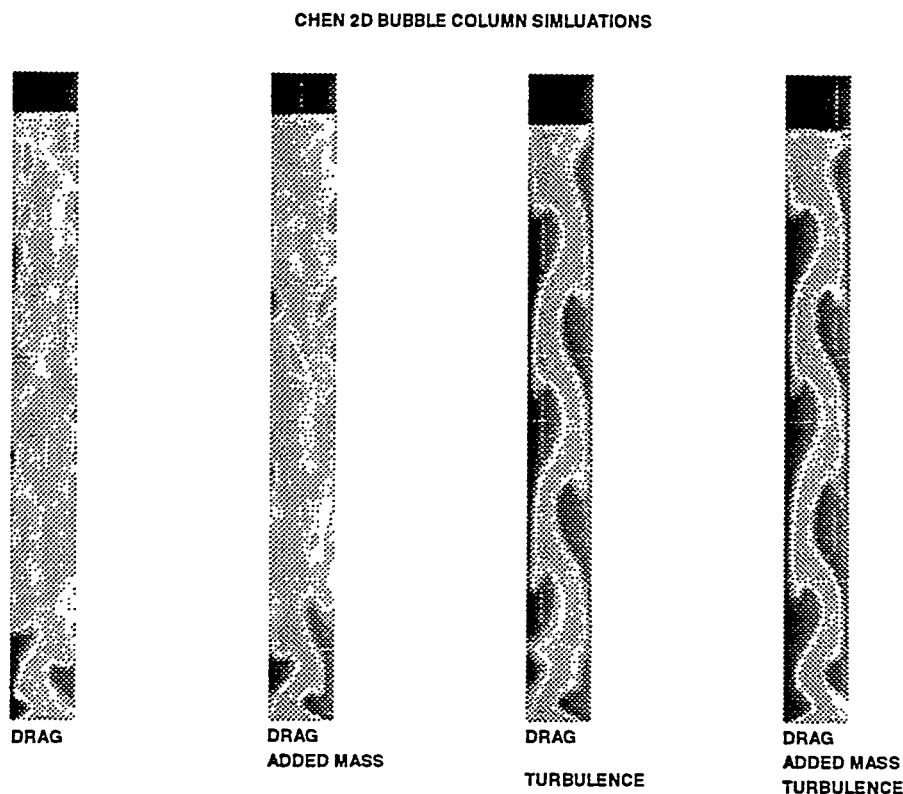 CHEN 2D BUBBLE COLUMN SIMLUATIONS
DRAG
DRAG
ADDED MASS
DRAG
TURBULENCE
DRAG
ADDED MASS
TURBULENCE